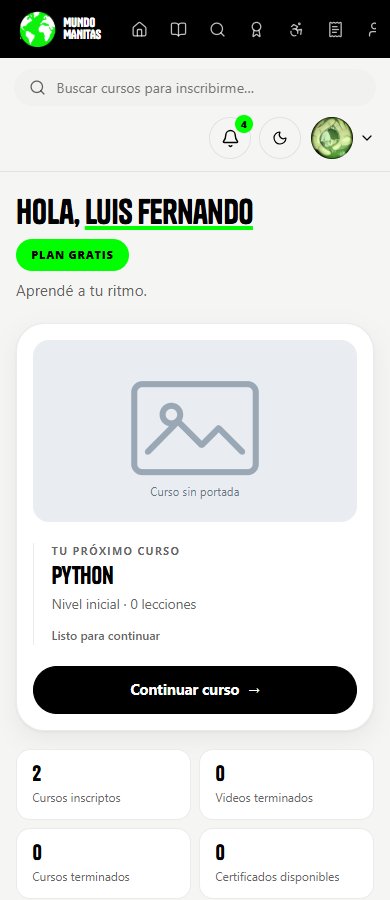 MUNDO
MANITAS
Buscar cursos para inscribirme...
4
HOLA, LUIS FERNANDO
PLAN GRATIS
Aprendé a tu ritmo.
Curso sin portada
TU PRÓXIMO CURSO
PYTHON
Nivel inicial · 0 lecciones
Listo para continuar
Continuar curso →
2
Cursos inscriptos
0
Videos terminados
0
Cursos terminados
0
Certificados disponibles